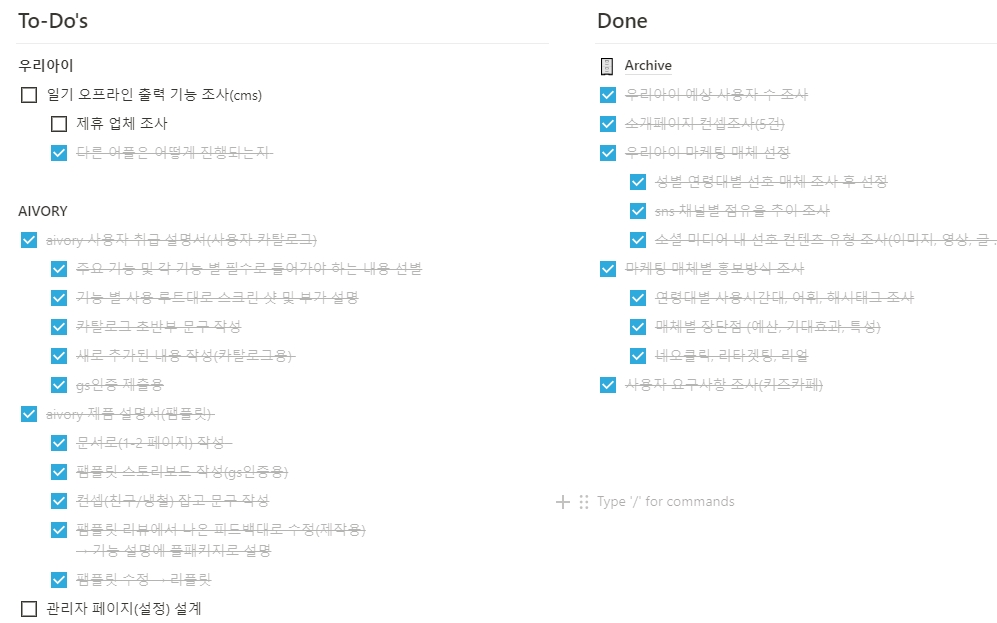 To-Do's
우리아이
일기 오프라인 출력 기능 조사(cms)
제휴 업체 조사
다른 어플은 어떻게 진행되는지
AIVORY
aivory 사용자 취급 설명서(사용자 카탈로그)
주요 기능 및 각 기능 별 필수로 들어가야 하는 내용 선별
기능 별 사용 루트대로 스크린 샷 및 부가 설명
카탈로그 초반부 문구 작성
새로 추가된 내용 작성(카탈로그용)
gs인증 제출용
aivory 제품 설명서(팸플릿)
문서로(1-2 페이지) 작성
팸플릿 스토리보드 작성(gs인증용)
컨셉(친구/냉철) 잡고 문구 작성
팸플릿 리뷰에서 나온 피드백대로 수정(제작용)
→ 기능 설명에 풀패키지로 설명
팸플릿 수정 → 리플릿
관리자 페이지(설정) 설계
Done
Archive
우리아이 예상 사용자 수 조사
소개페이지 컨셉조사(5건)
우리아이 마케팅 매체 선정
성별 연령대별 선호 매체 조사 후 선정
sns 채널별 점유율 추이 조사
소셜 미디어 내 선호 컨텐츠 유형 조사(이미지, 영상, 글 .
마케팅 매체별 홍보방식 조사
연령대별 사용시간대, 어휘, 해시태그 조사
매체별 장단점 (예산, 기대효과, 특성)
네오클릭, 리타겟팅, 리얼
사용자 요구사항 조사(키즈카페)
Type '/' for commands